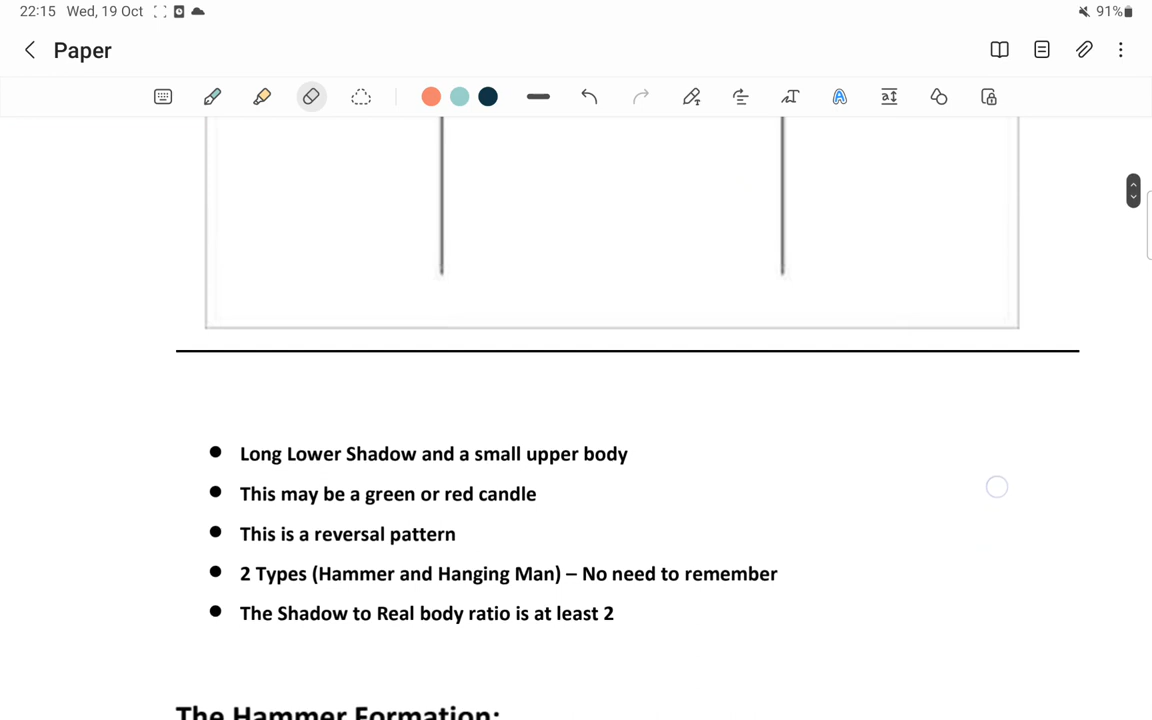 22:15 Wed, 19 Oct 91%
Paper
Long Lower Shadow and a small upper body
This may be a green or red candle
This is a reversal pattern
2 Types (Hammer and Hanging Man) – No need to remember
The Shadow to Real body ratio is at least 2
The Hammer Formation: